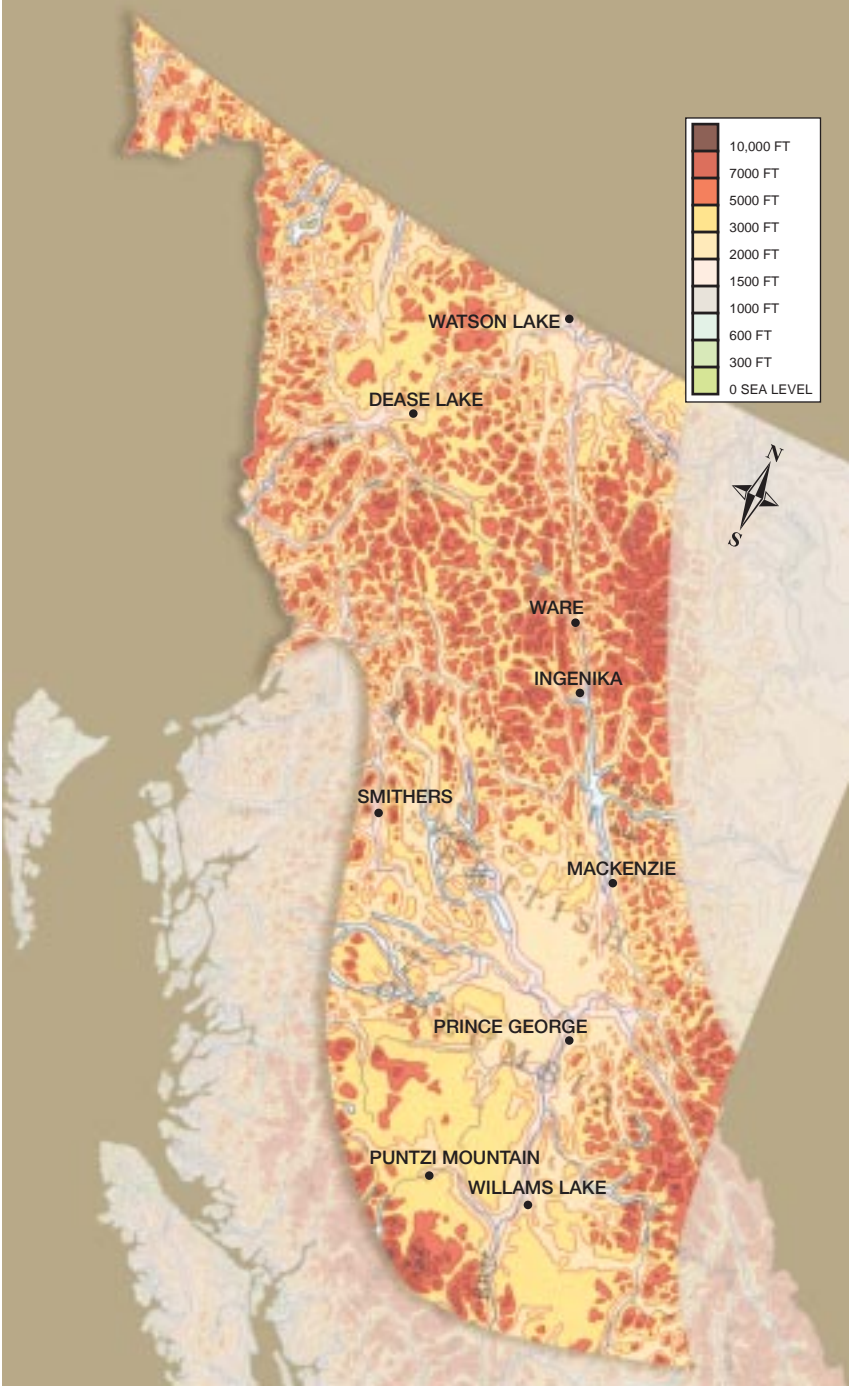 10,000 FT
7000 FT
5000 FT
3000 FT
2000 FT
1500 FT
1000 FT
600 FT
300 FT
0 SEA LEVEL
WATSON LAKE
DEASE LAKE
N
S
WARE
INGENIKA
SMITHERS
MACKENZIE
BRITISH
PRINCE GEORGE
PUNTZI MOUNTAIN
WILLAMS LAKE